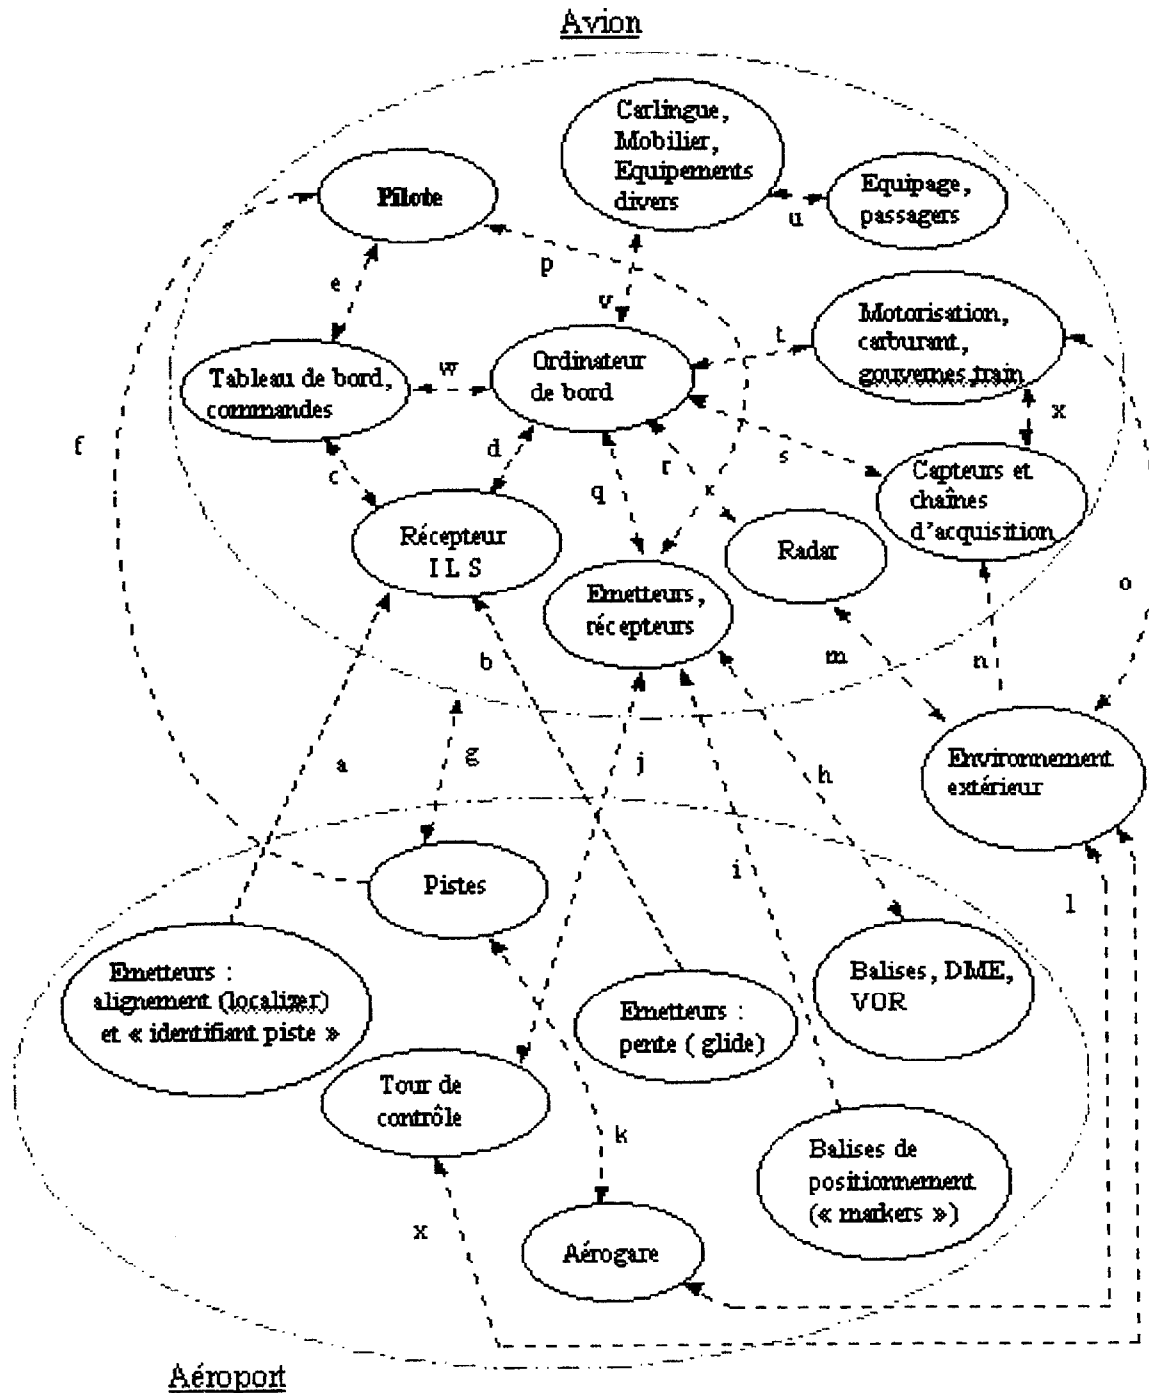 Avion
Carlingue,
Mobilier,
Equipements
divers
Equipage,
passagers
u
Pilote
p
e
v
Motorisation,
carburant,
gouvernes,train
t
Ordinateur
de bord
Tableau de bord,
commandes
w
x
f
d
r
s
c
q
Capteurs et
chaînes
d'acquisition
Récepteur
I L S
Radar
Emetteurs,
récepteurs
o
b
m
n
a
g
j
h
Environnement
extérieur
Pistes
i
l
Emetteurs :
alignement (localizer)
et « identifiant piste »
Emetteurs :
pente ( glide)
Balises, DME,
VOR
Tour de
contrôle
k
Balises de
positionnement
(« markers »)
x
Aérogare
Aéroport